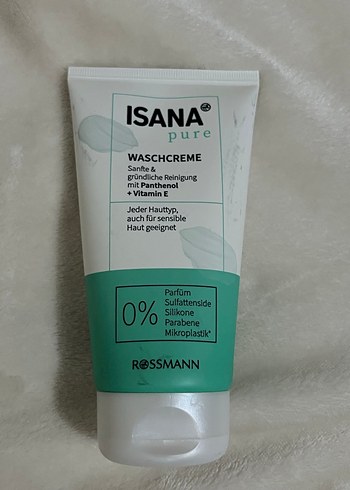 ISANA
pure
WASCHCREME
Sanfte &
gründliche Reinigung
mit Panthenol
+ Vitamin E
Jeder Hauttyp,
auch für sensible
Haut geeignet
0%
Parfüm
Sulfattenside
Silikone
Parabene
Mikroplastik*
ROSSMANN